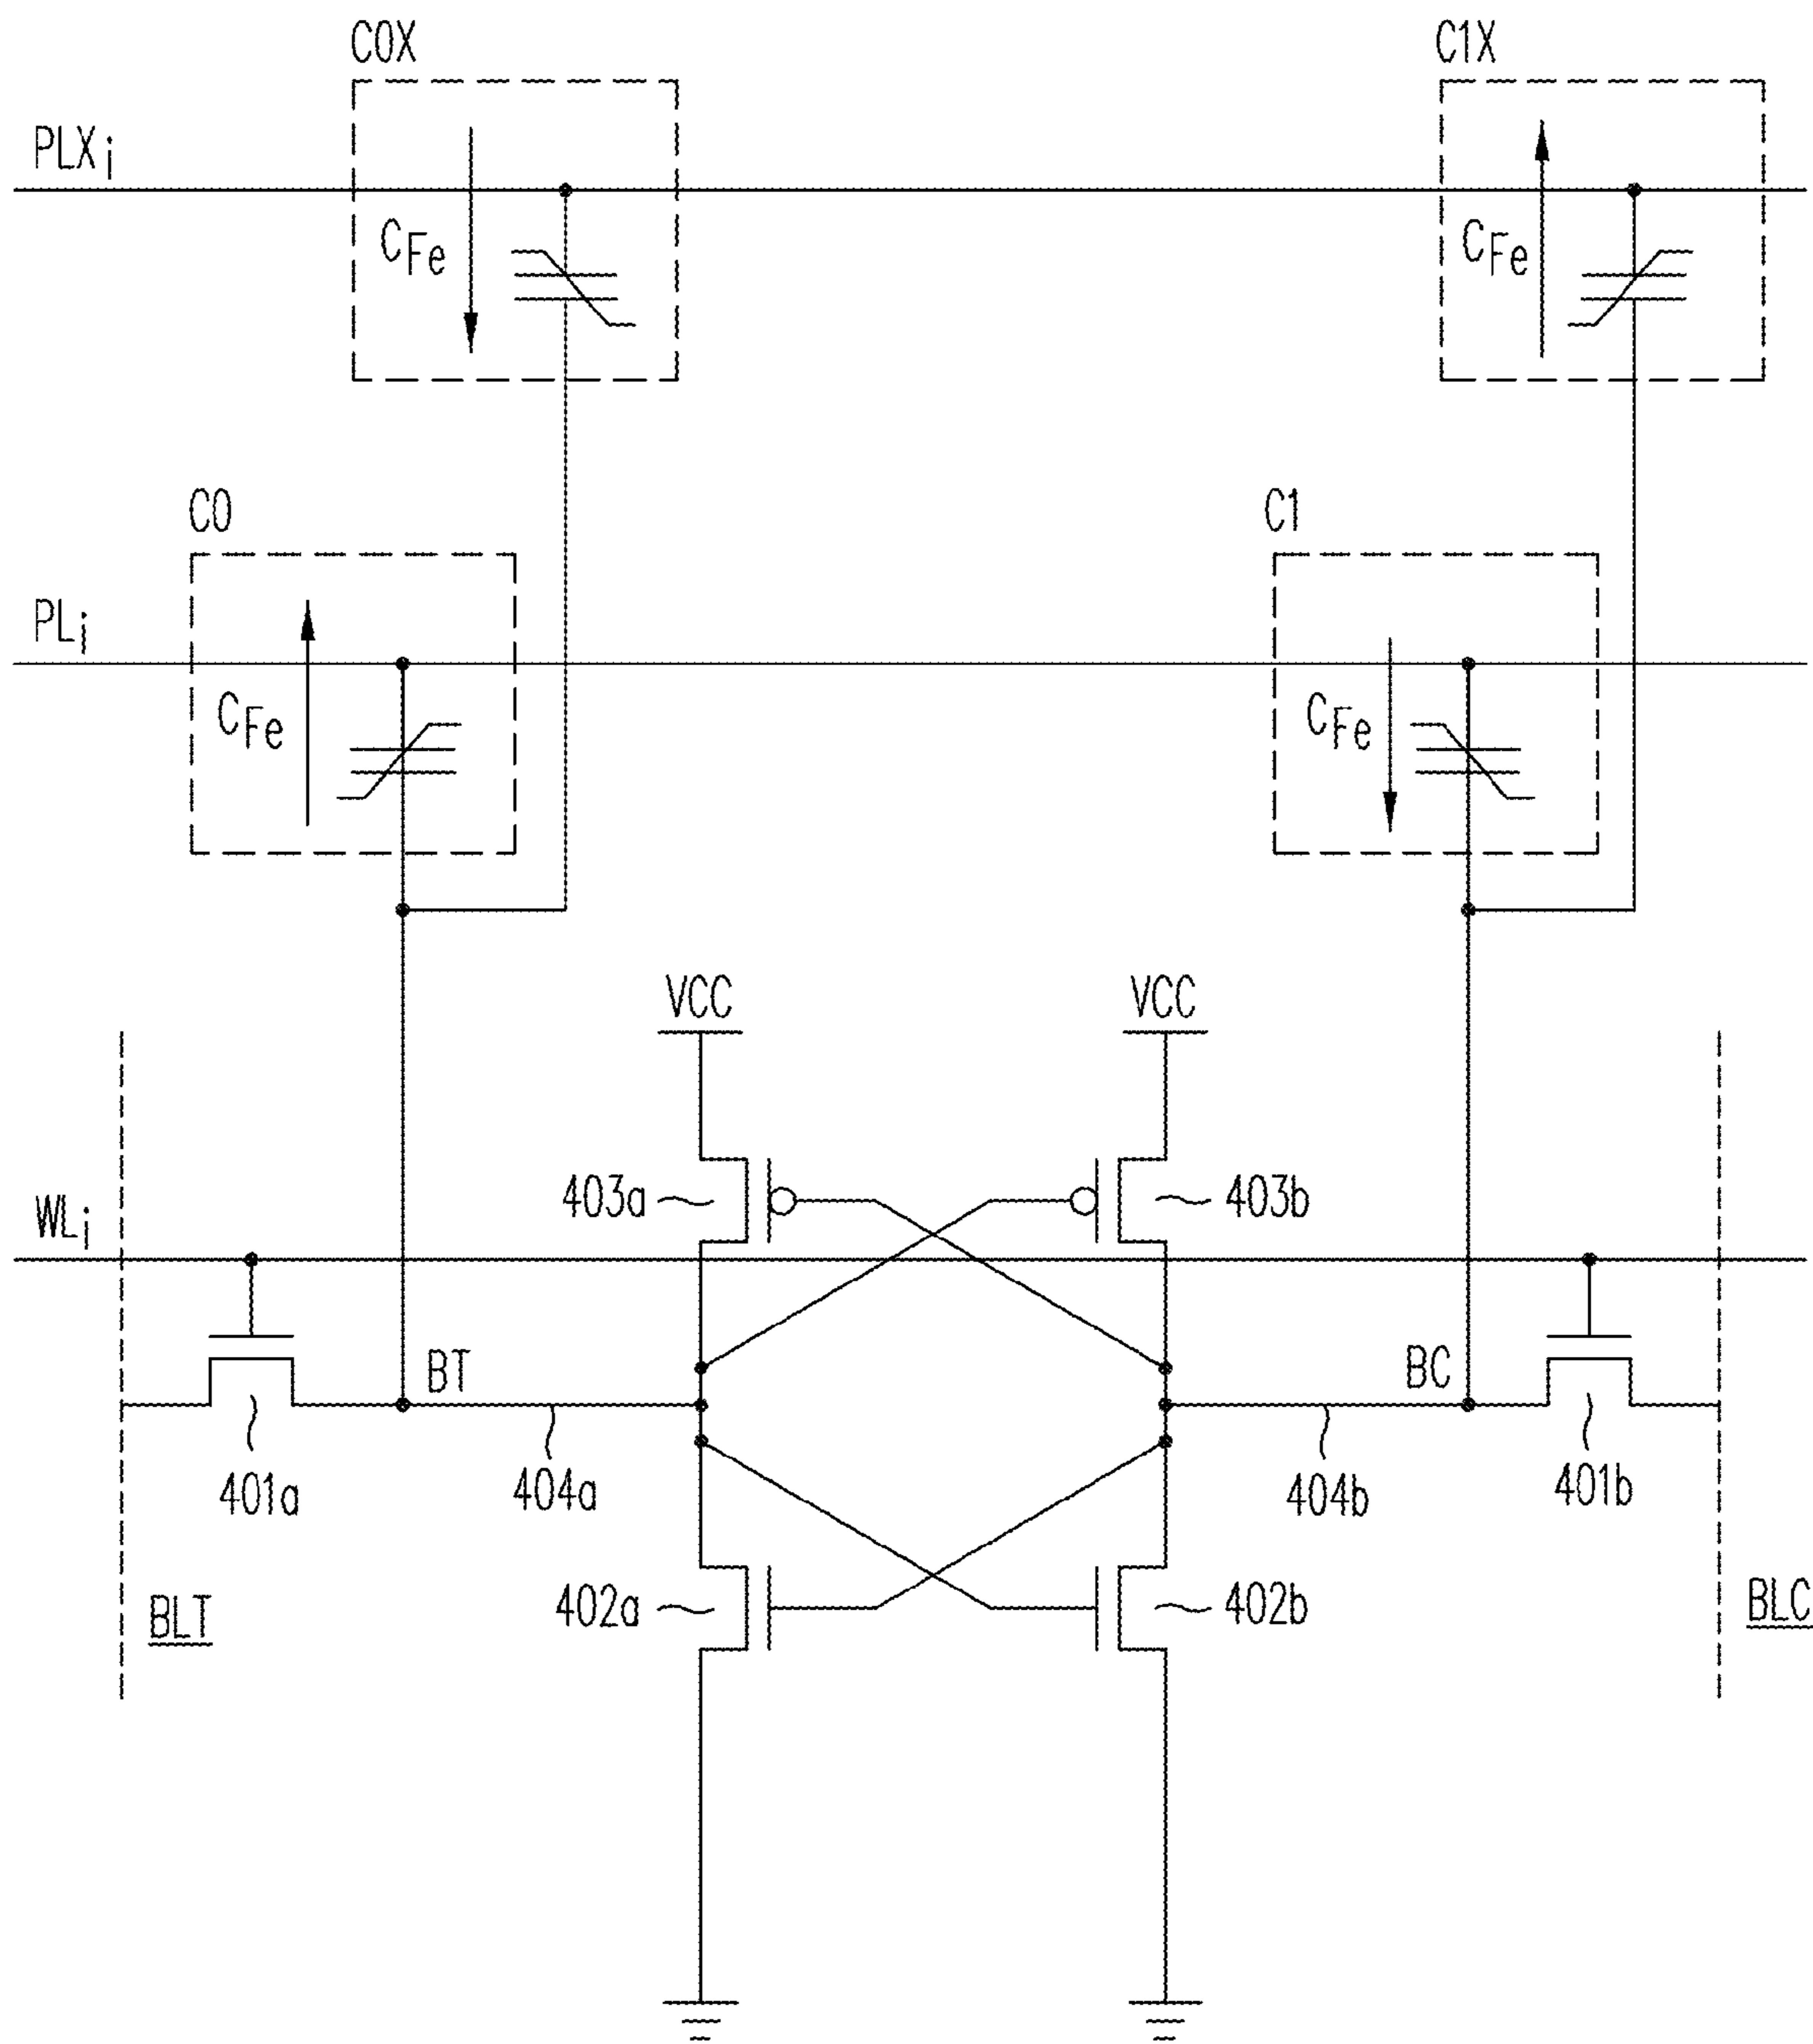 C0X
C1X
PLXi
CFe
CFe
C0
C1
PLi
CFe
CFe
VCC
VCC
403a
403b
WLi
BT
BC
401a
404a
404b
401b
402a
402b
BLT
BLC